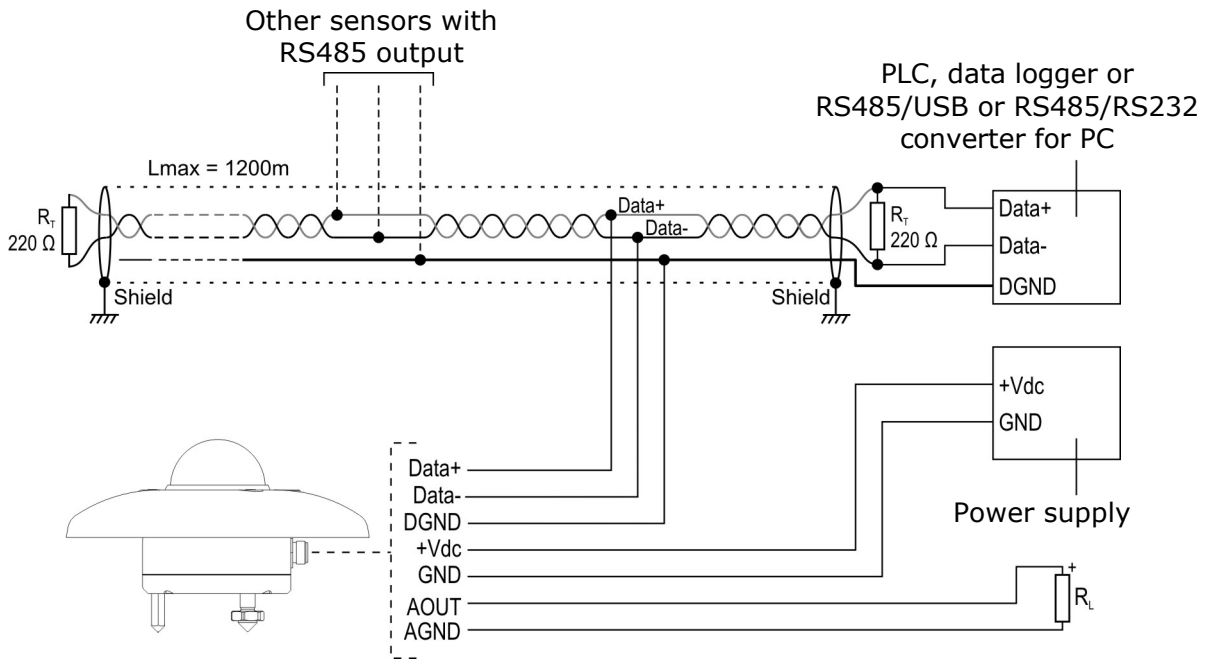 Other sensors with
RS485 output
PLC, data logger or
RS485/USB or RS485/RS232
converter for PC
Lmax = 1200m
RT
220 Ω
Data+
Data-
RT
220 Ω
Data+
Data-
DGND
Shield
Shield
+Vdc
GND
Power supply
Data+
Data-
DGND
+Vdc
GND
AOUT
AGND
+
RL